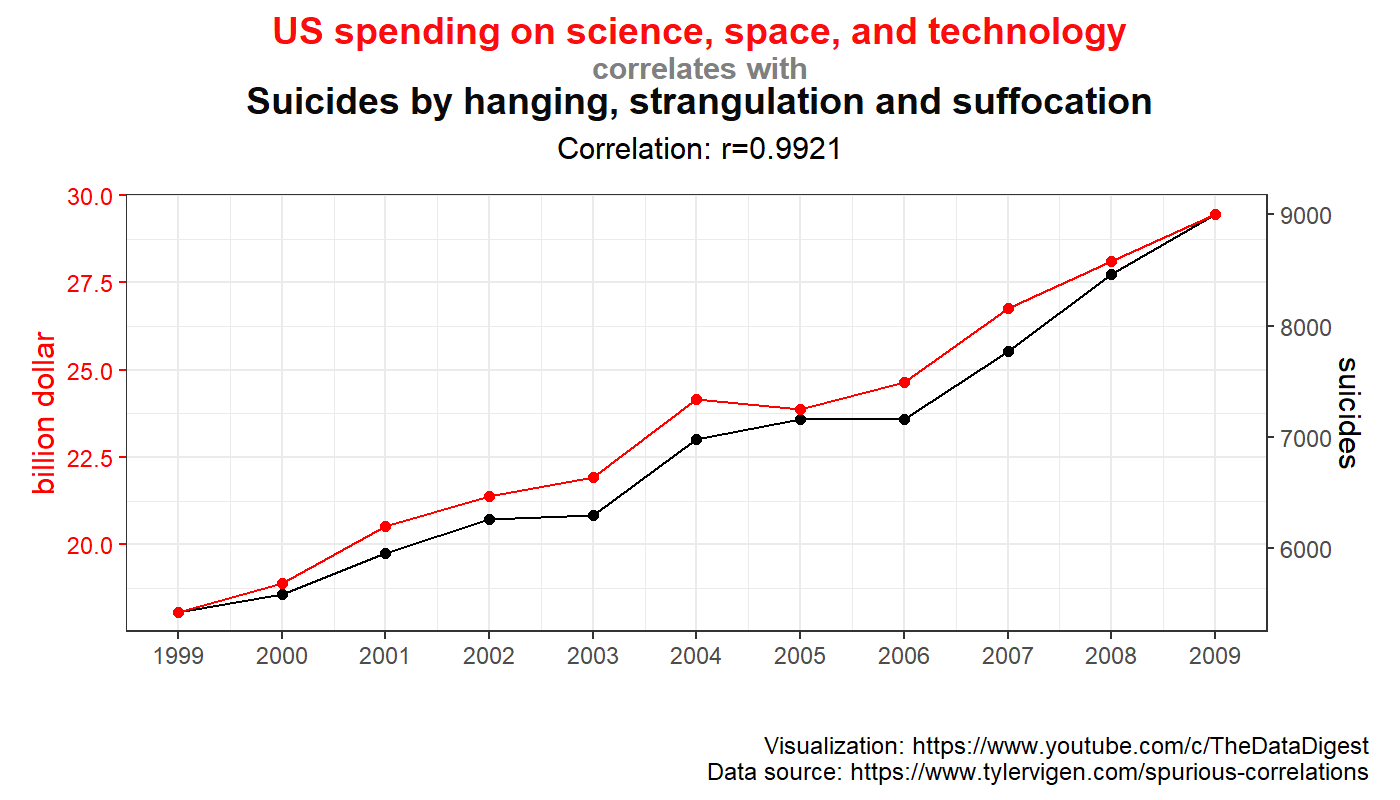 US spending on science, space, and technology
correlates with
Suicides by hanging, strangulation and suffocation
Correlation: r=0.9921
30.0
27.5
25.0
22.5
20.0
billion dollar
9000
8000
7000
6000
suicides
1999 2000 2001 2002 2003 2004 2005 2006 2007 2008 2009
Visualization: https://www.youtube.com/c/TheDataDigest
Data source: https://www.tylervigen.com/spurious-correlations